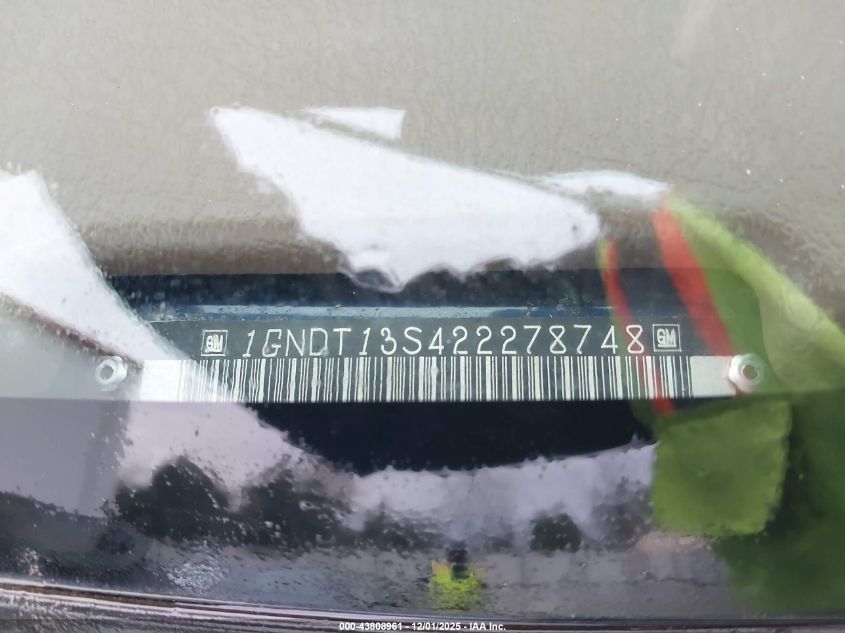 GM 1GNDT13S422278748 GM
000-43808961 - 12/01/2025 - IAA Inc.